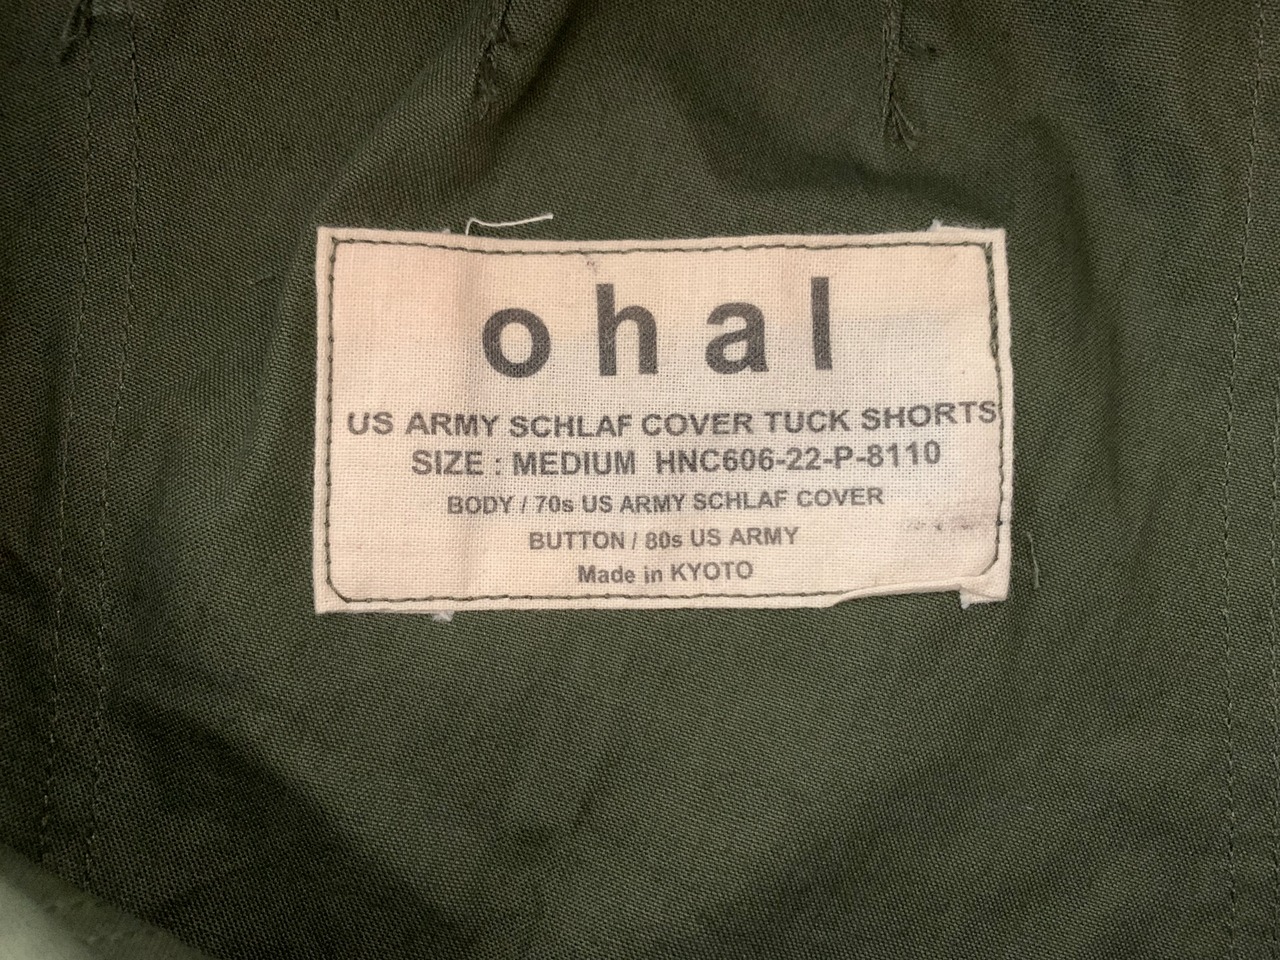 ohal
US ARMY SCHLAF COVER TUCK SHORTS
SIZE : MEDIUM HNC606-22-P-8110
BODY / 70s US ARMY SCHLAF COVER
BUTTON / 80s US ARMY
Made in KYOTO